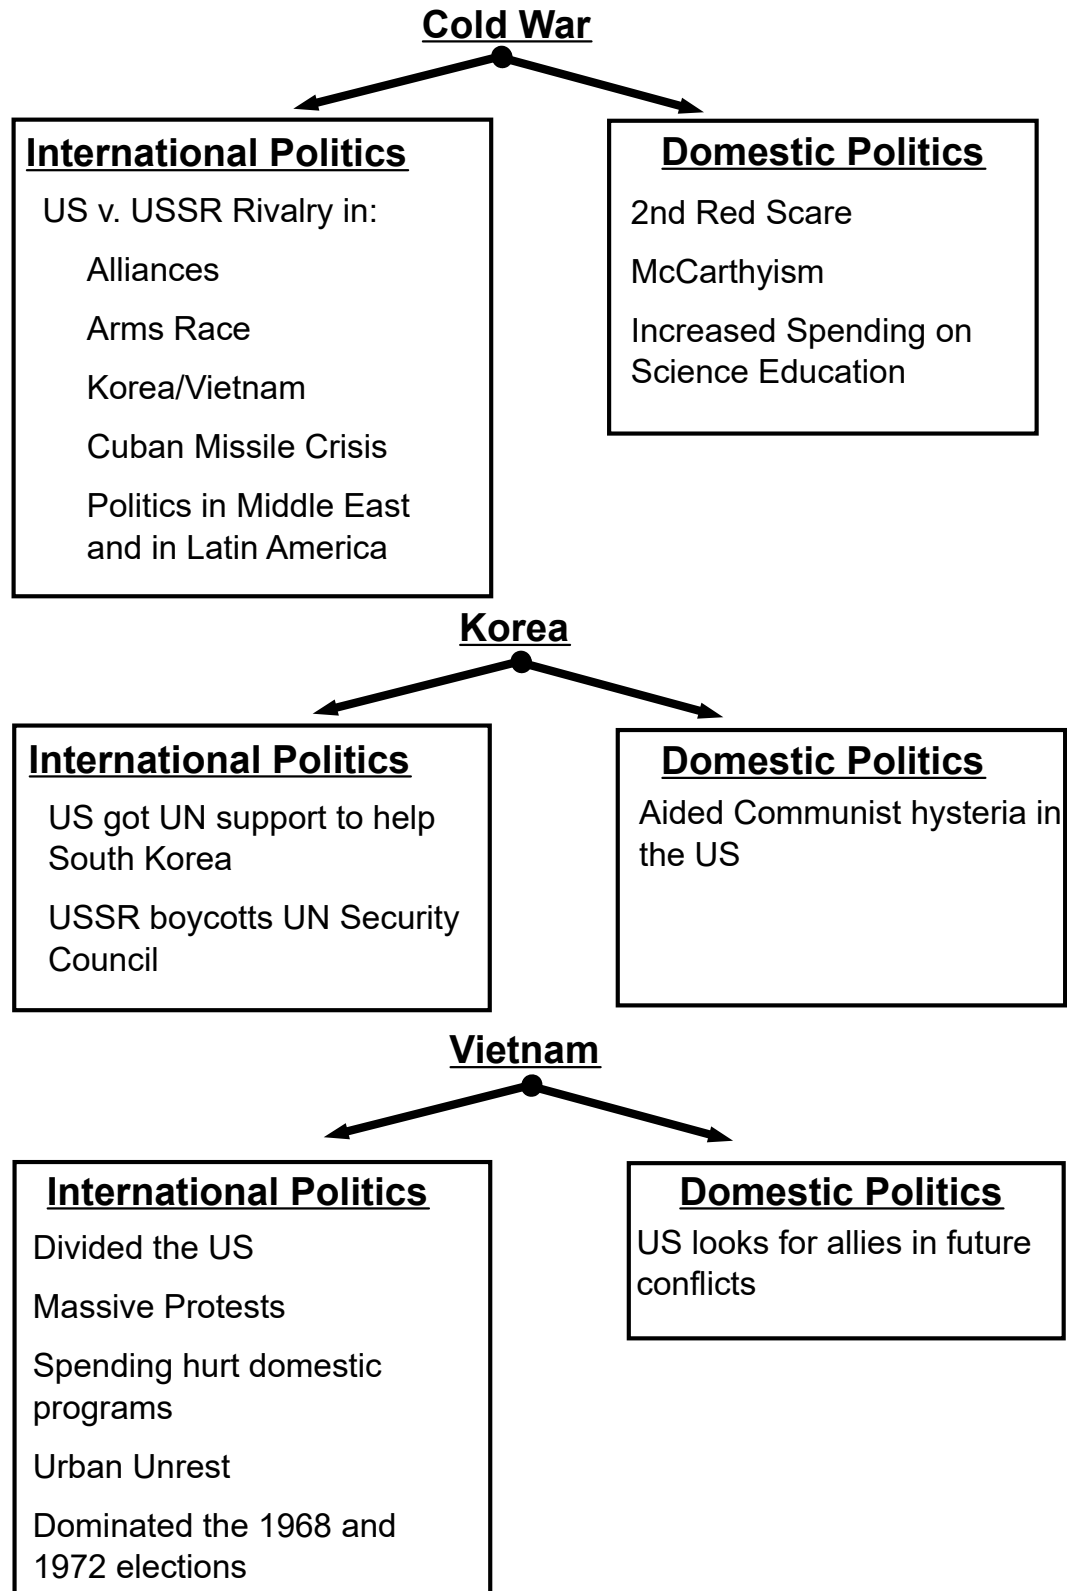 Cold War
International Politics
US v. USSR Rivalry in:
Alliances
Arms Race
Korea/Vietnam
Cuban Missile Crisis
Politics in Middle East
and in Latin America
Domestic Politics
2nd Red Scare
McCarthyism
Increased Spending on
Science Education
Korea
International Politics
US got UN support to help
South Korea
USSR boycotts UN Security
Council
Domestic Politics
Aided Communist hysteria in
the US
Vietnam
International Politics
Divided the US
Massive Protests
Spending hurt domestic
programs
Urban Unrest
Dominated the 1968 and
1972 elections
Domestic Politics
US looks for allies in future
conflicts